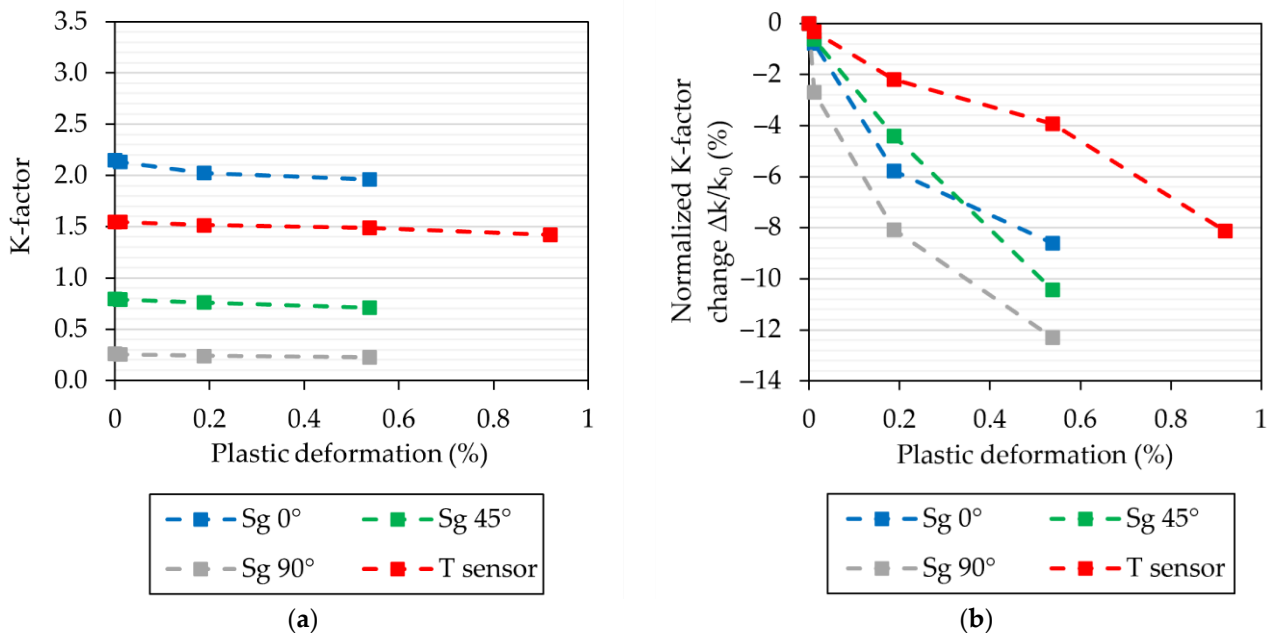 3.5
3.0
2.5
2.0
1.5
1.0
0.5
0.0
K-factor
0 0.2 0.4 0.6 0.8 1
Plastic deformation (%)
Sg 0° Sg 45°
Sg 90° T sensor
(a)
0
−2
−4
−6
−8
−10
−12
−14
Normalized K-factor
change Δk/k₀ (%)
0 0.2 0.4 0.6 0.8 1
Plastic deformation (%)
Sg 0° Sg 45°
Sg 90° T sensor
(b)